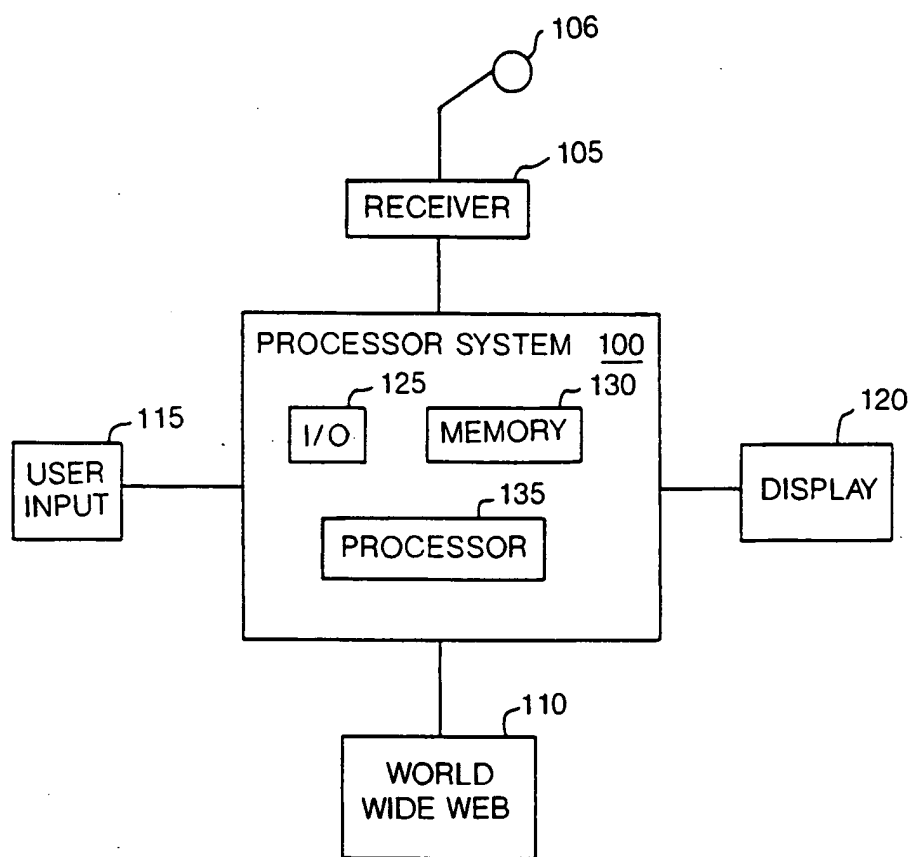 106
105
RECEIVER
PROCESSOR SYSTEM 100
125
130
I/O
MEMORY
115
USER
INPUT
120
DISPLAY
135
PROCESSOR
110
WORLD
WIDE WEB